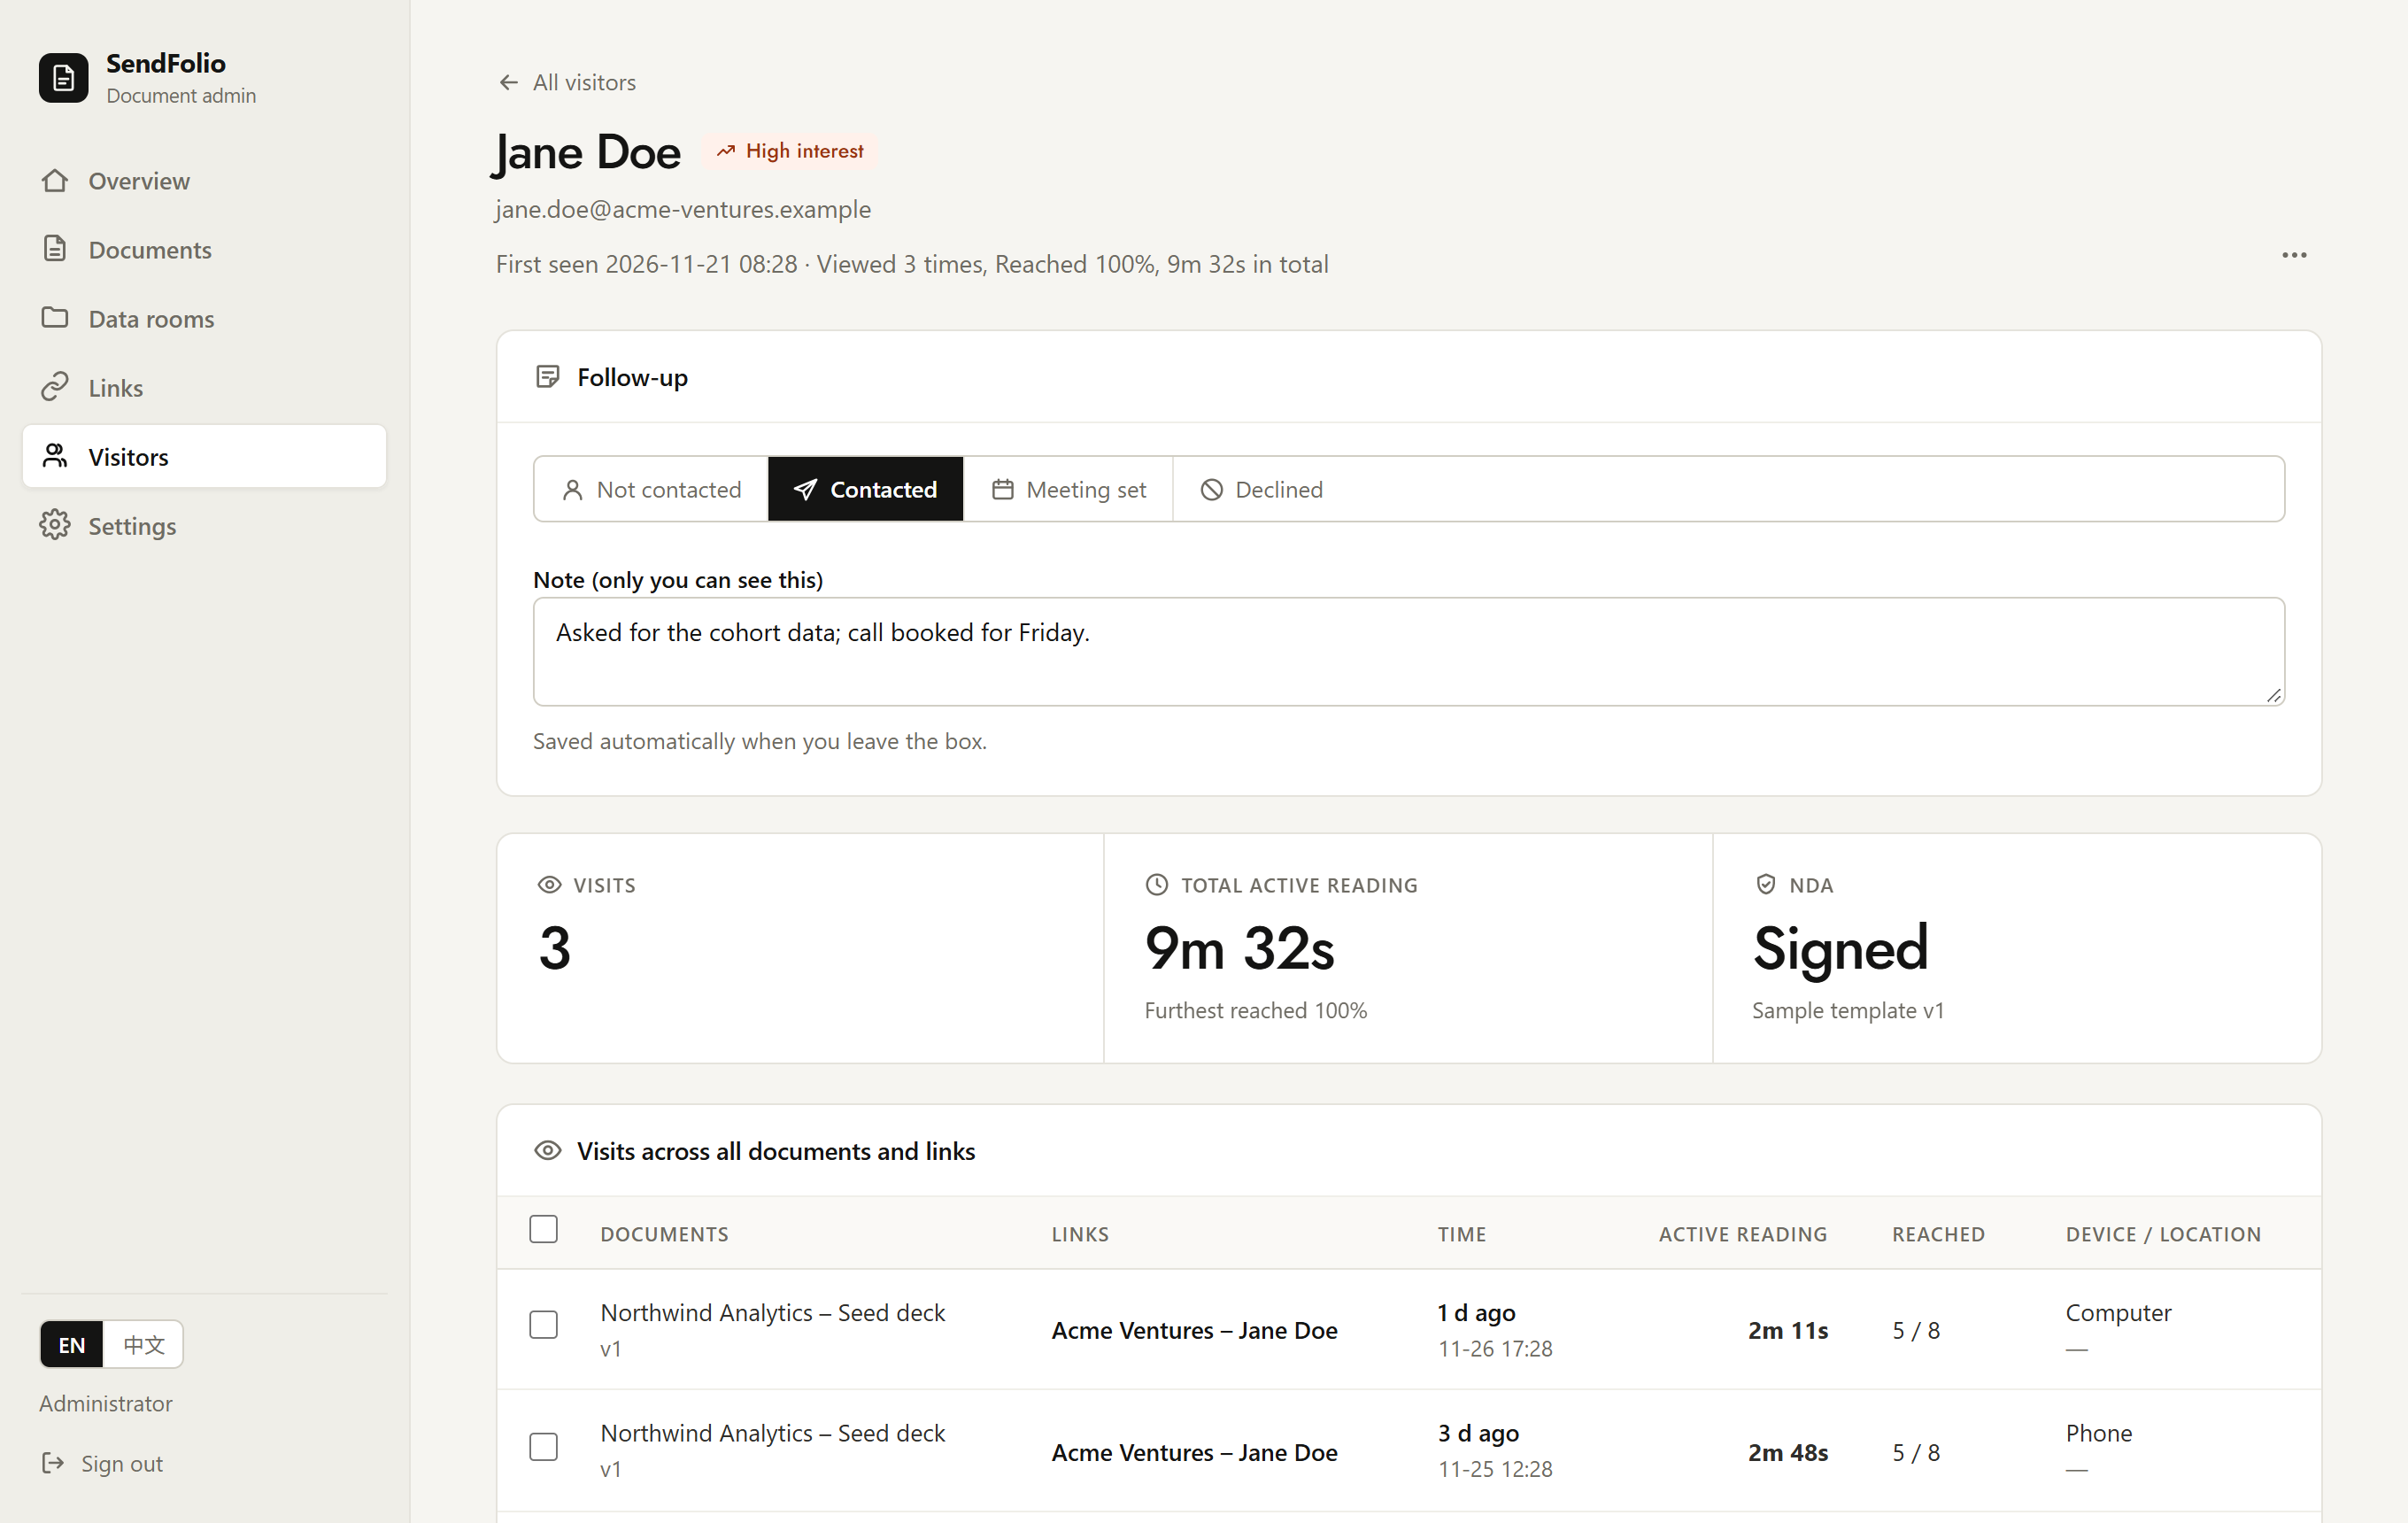 SendFolio
Document admin
Overview
Documents
Data rooms
Links
Visitors
Settings
EN 中文
Administrator
Sign out
All visitors
Jane Doe High interest
jane.doe@acme-ventures.example
First seen 2026-11-21 08:28 · Viewed 3 times, Reached 100%, 9m 32s in total
Follow-up
Not contacted Contacted Meeting set Declined
Note (only you can see this)
Asked for the cohort data; call booked for Friday.
Saved automatically when you leave the box.
VISITS
3
TOTAL ACTIVE READING
9m 32s
Furthest reached 100%
NDA
Signed
Sample template v1
Visits across all documents and links
DOCUMENTS LINKS TIME ACTIVE READING REACHED DEVICE / LOCATION
Northwind Analytics – Seed deck
v1
Acme Ventures – Jane Doe
1 d ago
11-26 17:28
2m 11s
5 / 8
Computer
—
Northwind Analytics – Seed deck
v1
Acme Ventures – Jane Doe
3 d ago
11-25 12:28
2m 48s
5 / 8
Phone
—